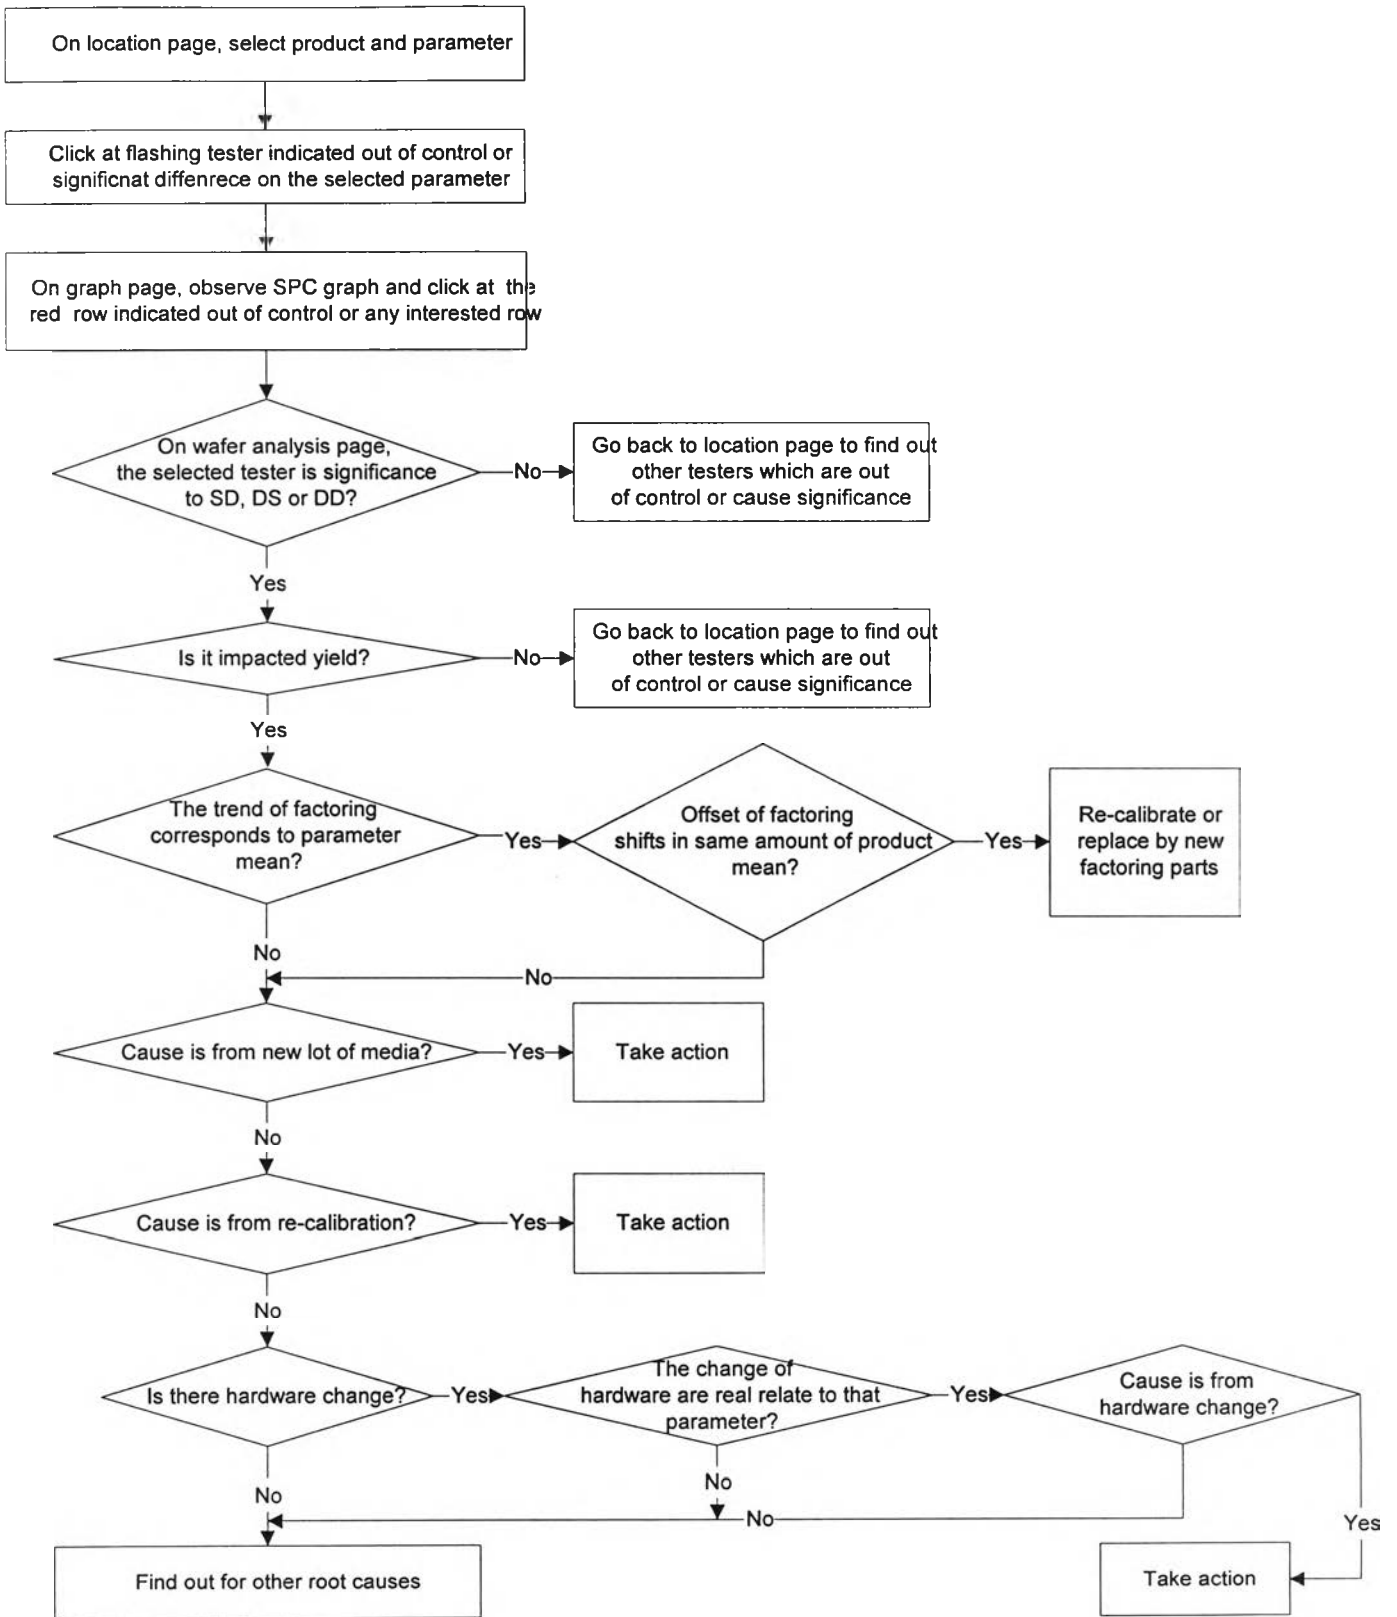 On location page, select product and parameter
Click at flashing tester indicated out of control or
significnat diffenrece on the selected parameter
On graph page, observe SPC graph and click at the
red row indicated out of control or any interested row
On wafer analysis page,
the selected tester is significance
to SD, DS or DD?
No
Go back to location page to find out
other testers which are out
of control or cause significance
Yes
Is it impacted yield?
No
Go back to location page to find out
other testers which are out
of control or cause significance
Yes
The trend of factoring
corresponds to parameter
mean?
Yes
Offset of factoring
shifts in same amount of product
mean?
Yes
Re-calibrate or
replace by new
factoring parts
No
No
Cause is from new lot of media?
Yes
Take action
No
Cause is from re-calibration?
Yes
Take action
No
Is there hardware change?
Yes
The change of
hardware are real relate to that
parameter?
Yes
Cause is from
hardware change?
No
No
No
Yes
Find out for other root causes
Take action